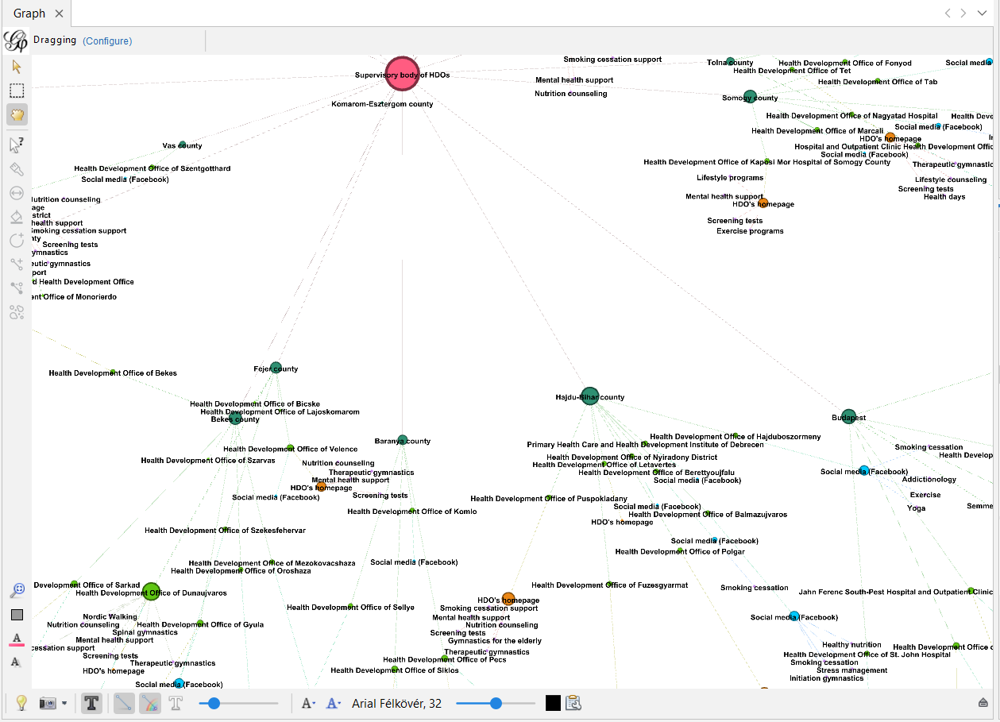 Graph
Dragging (Configure)
Smoking cessation support
Tolna county
Health Development Office of Fonyod
Social media
Health Development Office of Tet
Supervisory body of HDOs
Mental health support
Health Development Office of Tab
Nutrition counseling
Somogy county
Komarom-Esztergom county
Health Development Office of Nagyatad Hospital
Health Deve
Social media (Facebook)
Health Development Office of Marcali
HDO's homepage
Vas county
Hospital and Outpatient Clinic Health Development Offic
Social media (Facebook)
Health Development Office of Kaposi Mor Hospital of Somogy County
Therapeutic gymnastic
Health Development Office of Szentgotthard
Social media (Facebook)
Lifestyle programs
Lifestyle counseling
Screening tests
Mental health support
Health days
Nutrition counseling
HDO's homepage
age
strict
Screening tests
health support
Smoking cessation support
Exercise programs
nty
Screening tests
ymnastics
eutic gymnastics
port
d Health Development Office
ent Office of Monorierdo
Fejer county
Health Development Office of Bekes
Hajdu-Bihar county
Health Development Office of Bicske
Health Development Office of Lajoskomarom
Bekes county
Budapest
Health Development Office of Hajduboszormeny
Baranya county
Primary Health Care and Health Development Institute of Debrecen
Health Development Office of Velence
Smoking cessation
Health Develop
Health Development Office of Nyiradony District
Health Development Office of Szarvas
Nutrition counseling
Health Development Office of Letavertes
Therapeutic gymnastics
Health Development Office of Berettyoujfalu
Social media (Facebook)
Mental health support
Social media (Facebook)
Addictionology
HDO's homepage
Screening tests
Exercise
Social media (Facebook)
Health Development Office of Puspokladany
Social media (Facebook)
Yoga
Semme
Health Development Office of Komlo
Health Development Office of Balmazujvaros
HDO's homepage
Health Development Office of Szekesfehervar
Social media (Facebook)
Health Development Office of Polgar
Health Development Office of Mezokovacshaza
Social media (Facebook)
Health Development Office of Oroshaza
Development Office of Sarkad
Health Development Office of Fuzesgyarmat
Smoking cessation
Health Development Office of Dunaujvaros
Jahn Ferenc South-Pest Hospital and Outpatient Clinic
HDO's homepage
Health Development Office of Sellye
Smoking cessation support
Nordic Walking
Mental health support
Social media (Facebook)
Nutrition counseling
Health Development Office of Gyula
Nutrition counseling
Spinal gymnastics
Screening tests
Mental health support
Gymnastics for the elderly
Healthy nutrition
cessation support
Health Development Office o
Therapeutic gymnastics
Health Development Office of St. John Hospital
Screening tests
Health Development Office of Pecs
Smoking cessation
Therapeutic gymnastics
HDO's homepage
Health Development Office of Siklos
Stress management
Initiation gymnastics
Social media (Facebook)
Arial Félkövér, 32